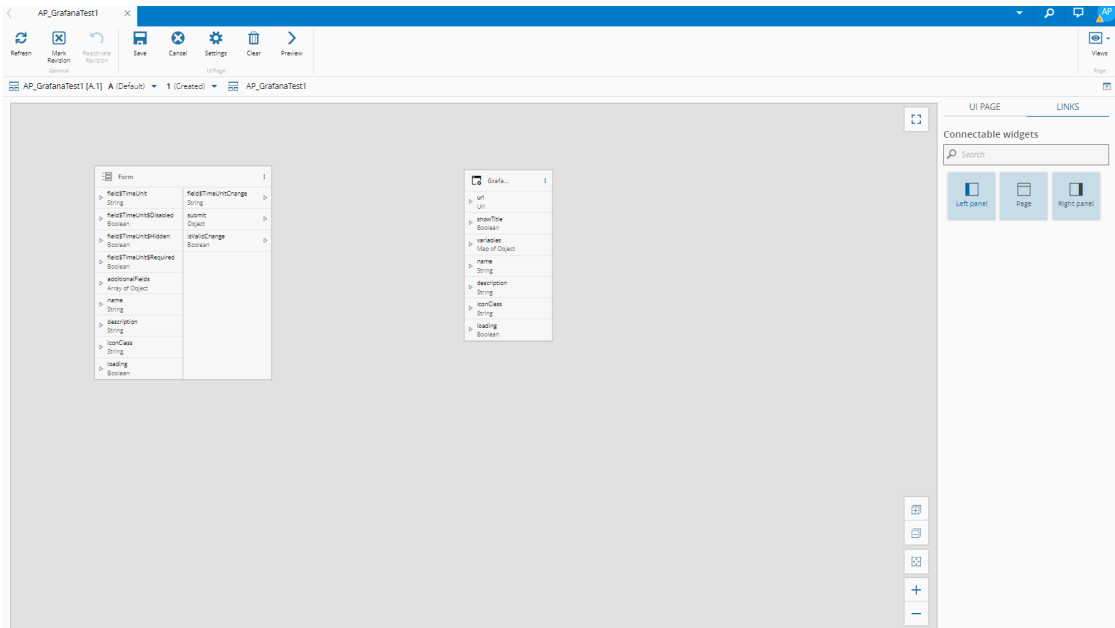 AP_GrafanaTest1
AP
Refresh
Mark Revision
Reactivate Revision
Save
Cancel
Settings
Clear
Preview
Views
General
UI Page
Page
AP_GrafanaTest1 [A.1] A (Default) 1 (Created) AP_GrafanaTest1
UI PAGE LINKS
Connectable widgets
Search
Left panel
Page
Right panel
Form
field$TimeUnit
String
field$TimeUnit$Disabled
Boolean
field$TimeUnit$Hidden
Boolean
field$TimeUnit$Required
Boolean
additionalFields
Array of Object
name
String
description
String
iconClass
String
loading
Boolean
field$TimeUnitChange
String
submit
Object
isValidChange
Boolean
Grafa...
url
Url
showTitle
Boolean
variables
Map of Object
name
String
description
String
iconClass
String
loading
Boolean